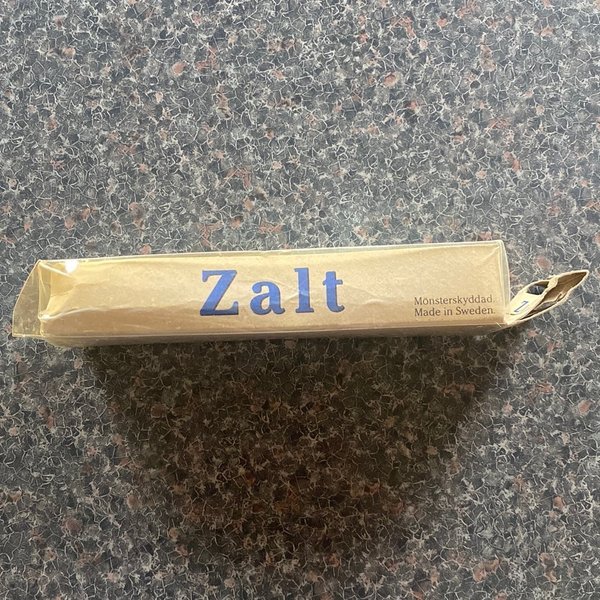 Zalt
Mönsterskyddad.
Made in Sweden.